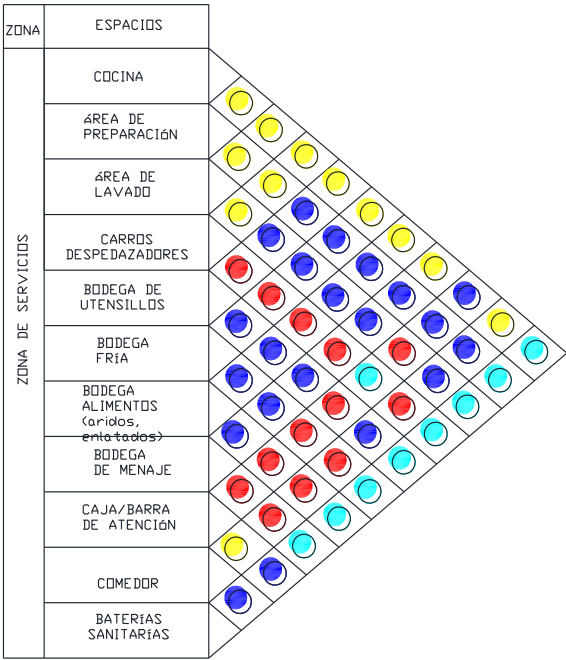 ZONA
ESPACIOS
ZONA DE SERVICIOS
COCINA
áREA DE
PREPARACIóN
áREA DE
LAVADO
CARROS
DESPEDAZADORES
BODEGA DE
UTENSILLOS
BODEGA
FRíA
BODEGA
ALIMENTOS
(aridos,
enlatados)
BODEGA
DE MENAJE
CAJA/BARRA
DE ATENCIóN
COMEDOR
BATERíAS
SANITARíAS